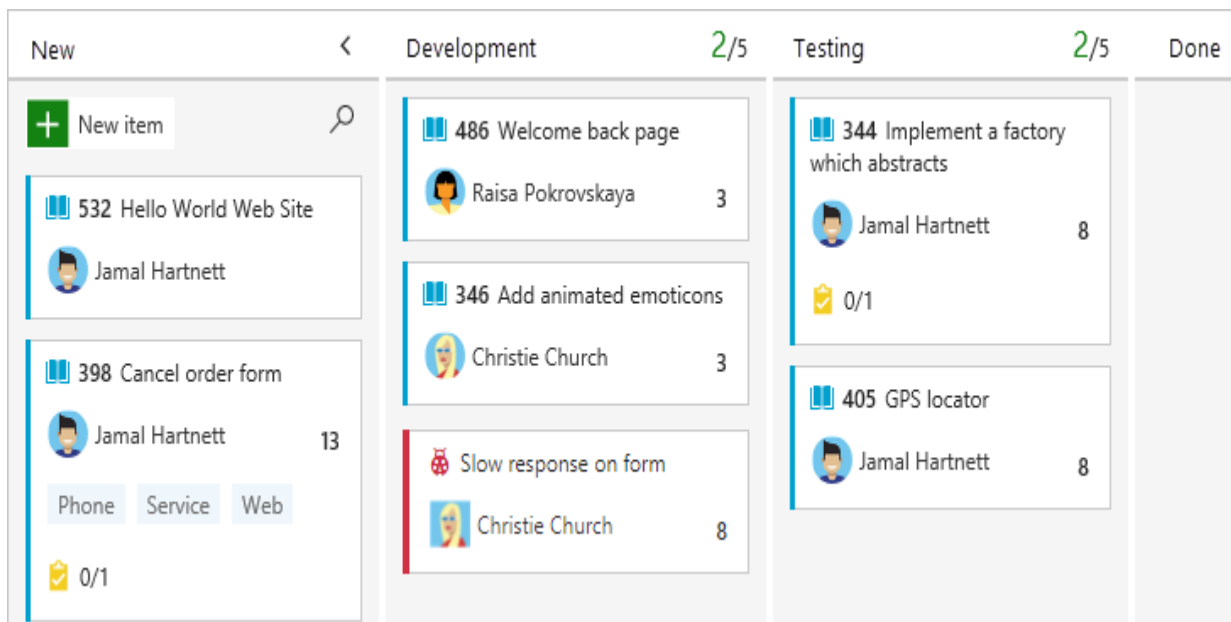 New
New item
532 Hello World Web Site
Jamal Hartnett
398 Cancel order form
Jamal Hartnett 13
Phone Service Web
0/1
Development 2/5
486 Welcome back page
Raisa Pokrovskaya 3
346 Add animated emoticons
Christie Church 3
Slow response on form
Christie Church 8
Testing 2/5
344 Implement a factory
which abstracts
Jamal Hartnett 8
0/1
405 GPS locator
Jamal Hartnett 8
Done